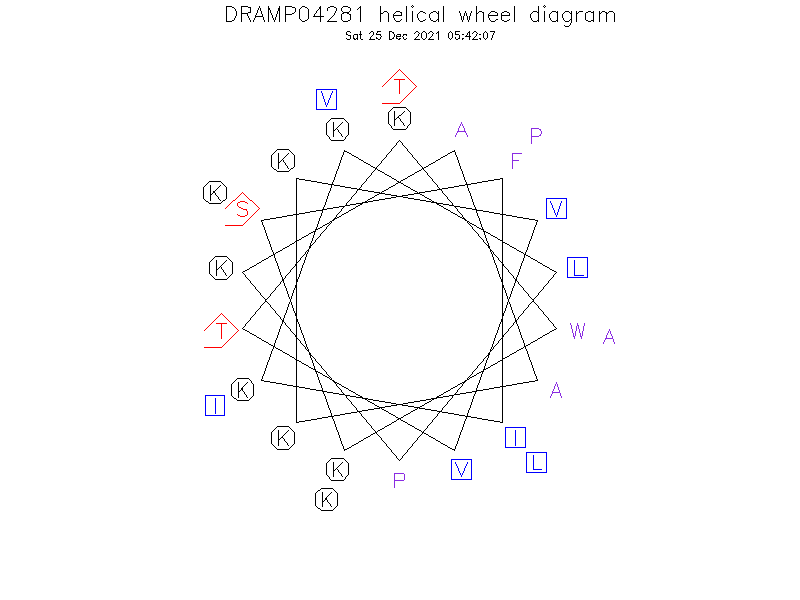 DRAMP04281 helical wheel diagram
Sat 25 Dec 2021 05:42:07
T
V
K
K
A
P
K
F
K
S
V
K
L
T
W
A
K
A
I
K
I
L
K
V
P
K